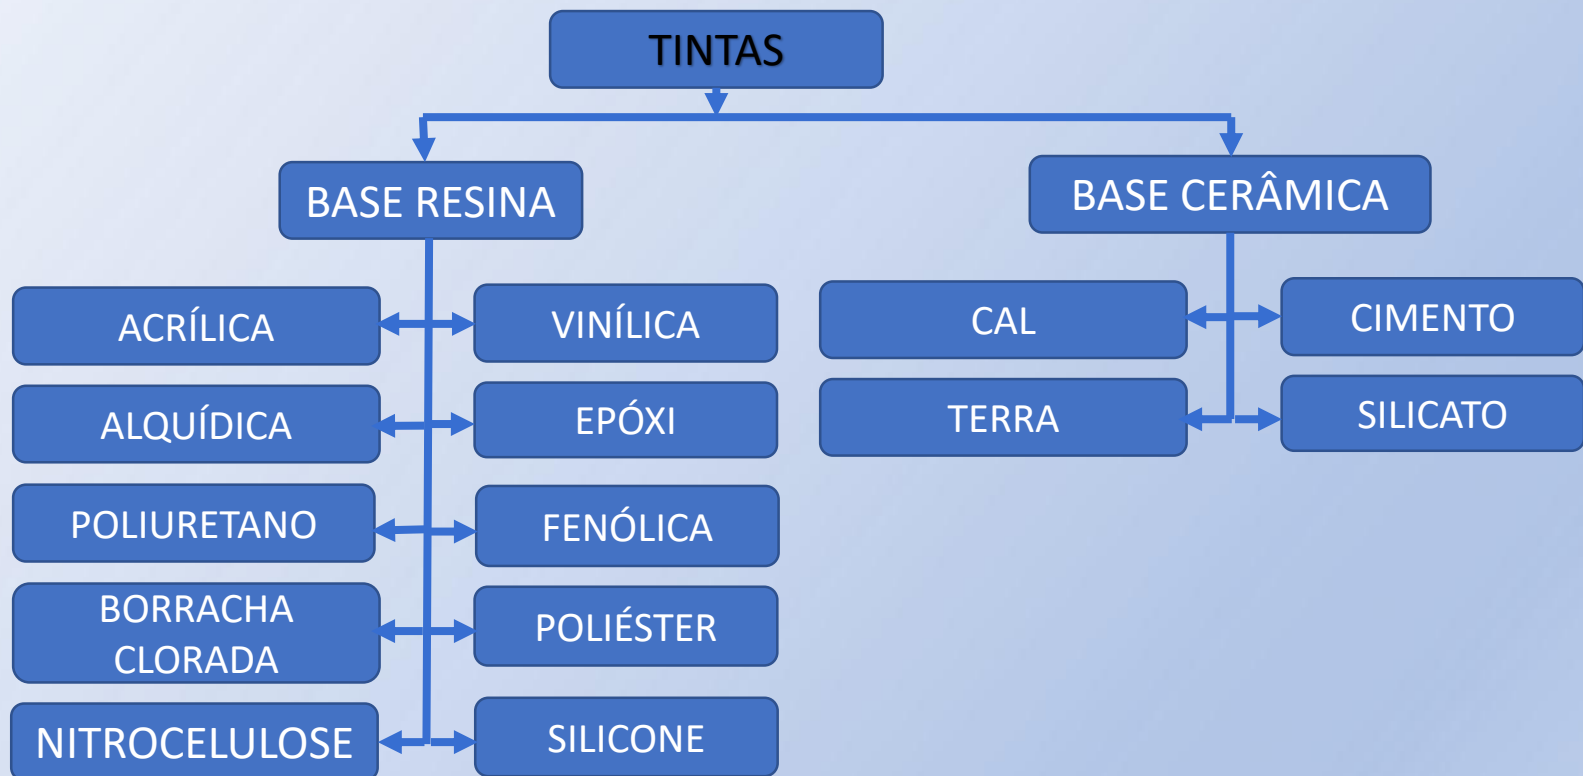 TINTAS
BASE RESINA
BASE CERÂMICA
ACRÍLICA
VINÍLICA
CAL
CIMENTO
ALQUÍDICA
EPÓXI
TERRA
SILICATO
POLIURETANO
FENÓLICA
BORRACHA
CLORADA
POLIÉSTER
NITROCELULOSE
SILICONE